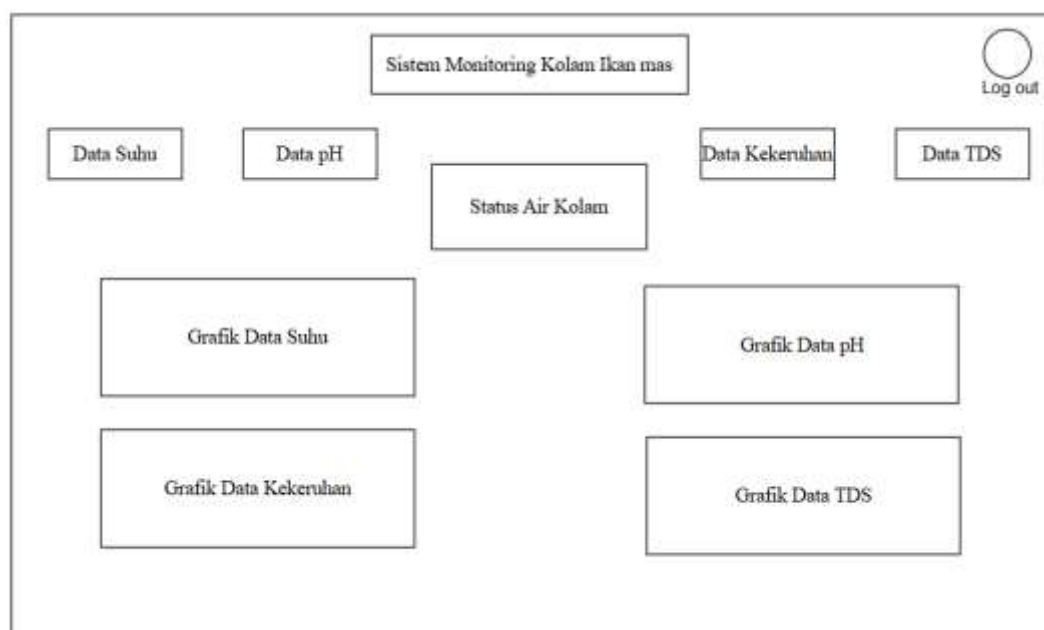 Sistem Monitoring Kolam Ikan mas
Log out
Data Suhu
Data pH
Data Kekeruhan
Data TDS
Status Air Kolam
Grafik Data Suhu
Grafik Data pH
Grafik Data Kekeruhan
Grafik Data TDS